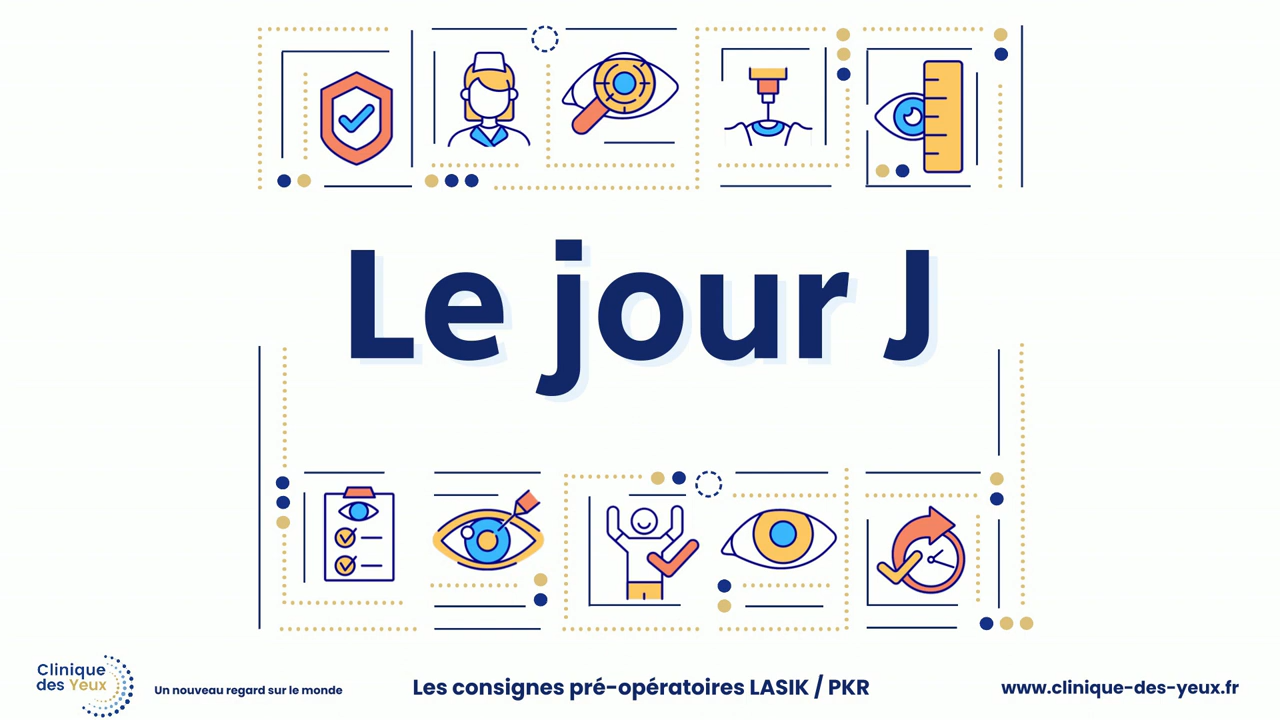 Le jour J
Clinique
des Yeux
Un nouveau regard sur le monde
Les consignes pré-opératoires LASIK / PKR
www.clinique-des-yeux.fr